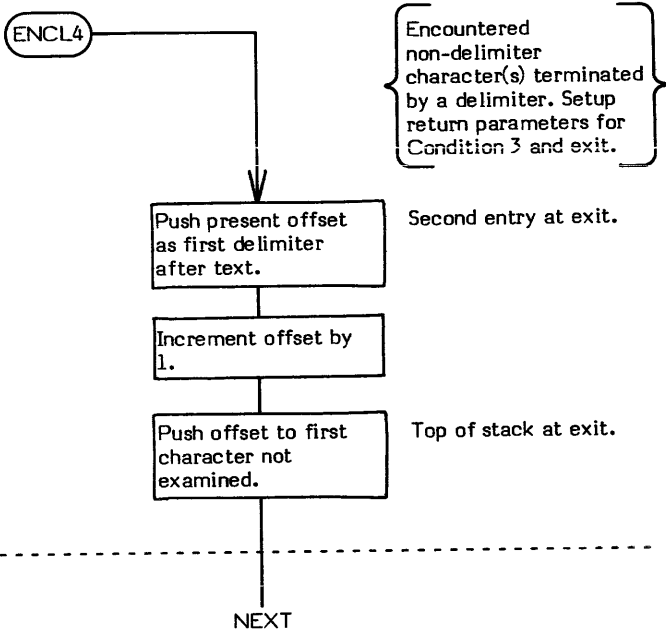 ENCL4
Encountered
non-delimiter
character(s) terminated
by a delimiter. Setup
return parameters for
Condition 3 and exit.
Push present offset
as first delimiter
after text.
Second entry at exit.
Increment offset by
1.
Push offset to first
character not
examined.
Top of stack at exit.
NEXT